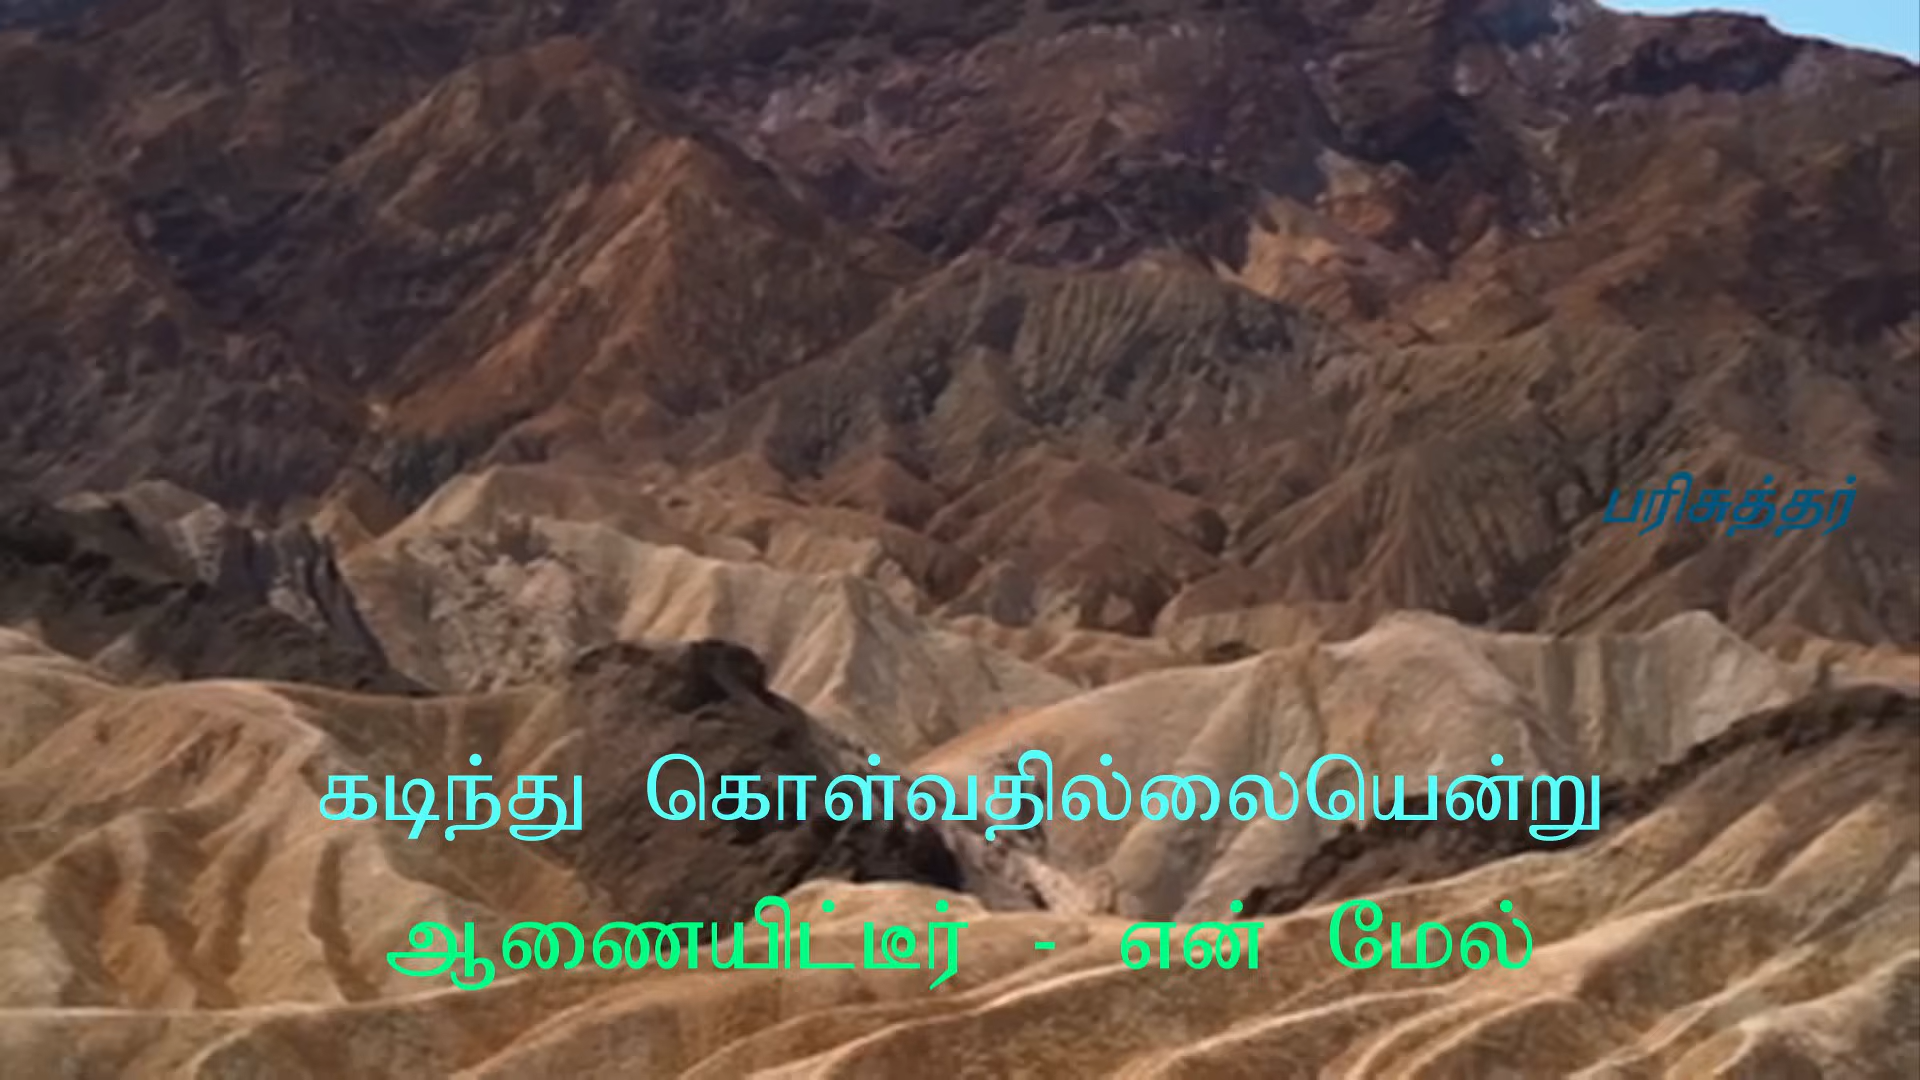 பரிசுத்தர்
கடிந்து கொள்வதில்லையென்று
ஆணையிட்டீர் - என் மேல்